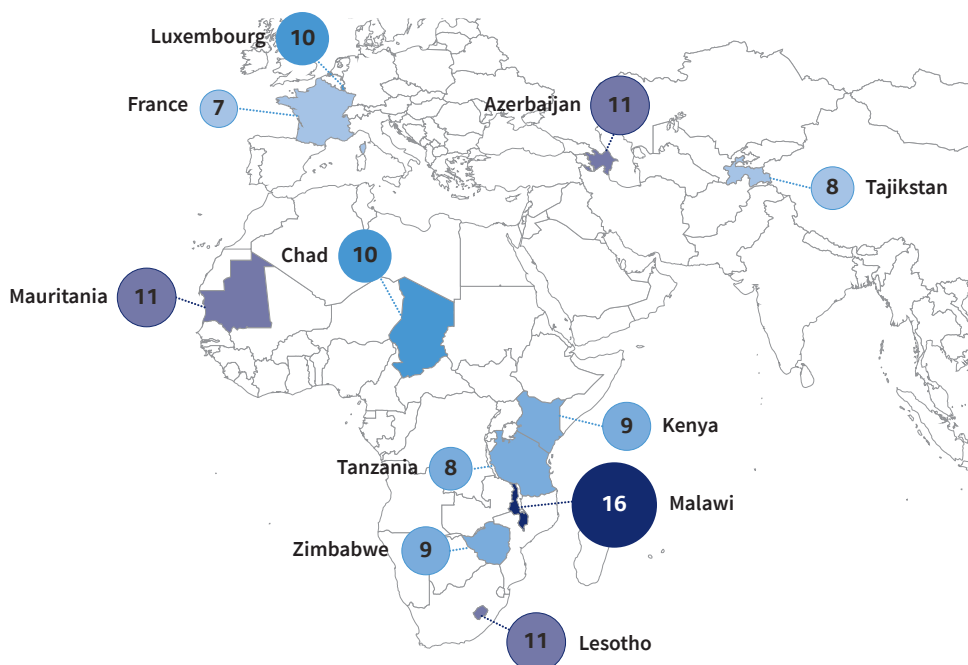 Luxembourg 10
France 7
Azerbaijan 11
8 Tajikstan
Chad 10
Mauritania 11
9 Kenya
Tanzania 8
16 Malawi
Zimbabwe 9
11 Lesotho